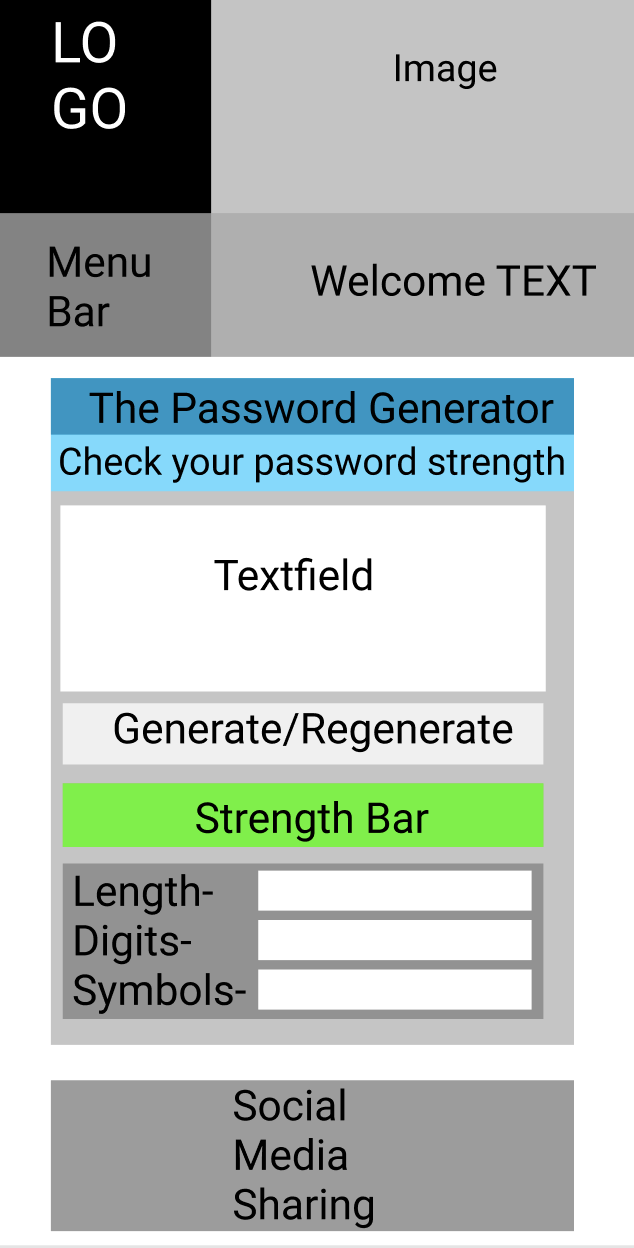 LO
GO
Image
Menu
Bar
Welcome TEXT
The Password Generator
Check your password strength
Textfield
Generate/Regenerate
Strength Bar
Length-
Digits-
Symbols-
Social
Media
Sharing